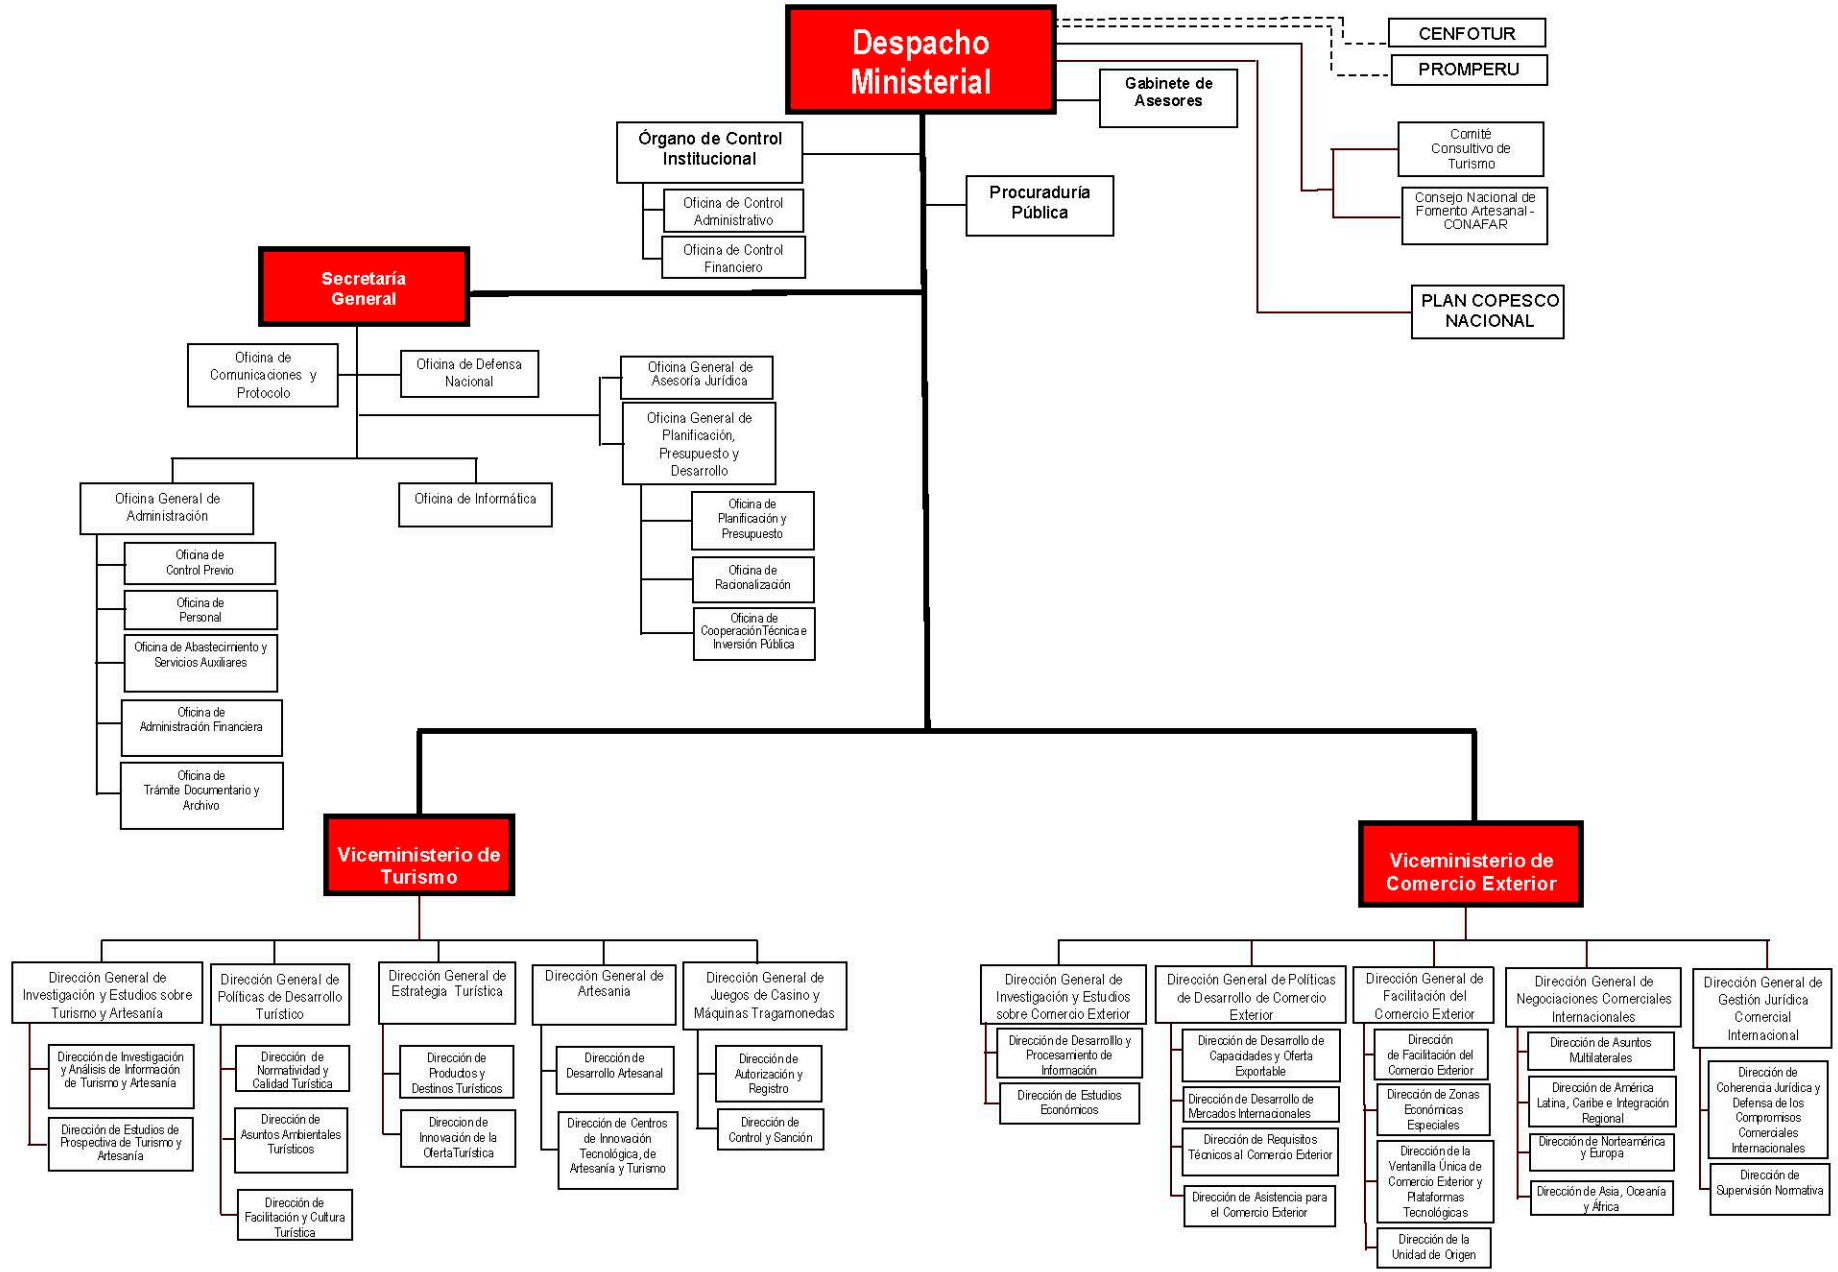 Despacho
Ministerial
CENFOTUR
PROMPERU
Gabinete de
Asesores
Órgano de Control
Institucional
Comité
Consultivo de
Turismo
Procuraduría
Pública
Oficina de Control
Administrativo
Consejo Nacional de
Fomento Artesanal -
CONAFAR
Oficina de Control
Financiero
Secretaría
General
PLAN COPESCO
NACIONAL
Oficina de
Comunicaciones y
Protocolo
Oficina de Defensa
Nacional
Oficina General de
Asesoría Jurídica
Oficina General de
Planificación,
Presupuesto y
Desarrollo
Oficina General de
Administración
Oficina de Informática
Oficina de
Planificación y
Presupuesto
Oficina de
Racionalización
Oficina de
Cooperación Técnica e
Inversión Pública
Oficina de
Control Previo
Oficina de
Personal
Oficina de Abastecimiento y
Servicios Auxiliares
Oficina de
Administración Financiera
Oficina de
Trámite Documentario y
Archivo
Viceministerio de
Turismo
Viceministerio de
Comercio Exterior
Dirección General de
Investigación y Estudios sobre
Turismo y Artesanía
Dirección de Investigación
y Análisis de Información
de Turismo y Artesanía
Dirección de Estudios de
Prospectiva de Turismo y
Artesanía
Dirección General de
Políticas de Desarrollo
Turístico
Dirección de
Normatividad y
Calidad Turística
Dirección de
Asuntos Ambientales
Turísticos
Dirección de
Facilitación y Cultura
Turística
Dirección General de
Estrategia Turística
Dirección de
Productos y
Destinos Turísticos
Direccion de
Innovación de la
Oferta Turística
Dirección General de
Artesania
Dirección de
Desarrollo Artesanal
Dirección de Centros
de Innovación
Tecnológica, de
Artesanía y Turismo
Dirección General de
Juegos de Casino y
Máquinas Tragamonedas
Dirección de
Autorización y
Registro
Dirección de
Control y Sanción
Dirección General de
Investigación y Estudios
sobre Comercio Exterior
Dirección de Desarolllo y
Procesamiento de
Información
Dirección de Estudios
Económicos
Dirección General de Políticas
de Desarrollo de Comercio
Exterior
Dirección de Desarrollo de
Capacidades y Oferta
Exportable
Dirección de Desarrollo de
Mercados Internacionales
Dirección de Requisitos
Técnicos al Comercio Exterior
Dirección de Asistencia para
el Comercio Exterior
Dirección General de
Facilitación del
Comercio Exterior
Dirección
de Facilitación del
Comercio Exterior
Dirección de Zonas
Económicas
Especiales
Dirección de la
Ventanilla Única de
Comercio Exterior y
Plataformas
Tecnológicas
Dirección de la
Unidad de Origen
Dirección General de
Negociaciones Comerciales
Internacionales
Dirección de Asuntos
Multilaterales
Dirección de América
Latina, Caribe e Integración
Regional
Dirección de Norteamérica
y Europa
Dirección de Asia, Oceanía
y África
Dirección General de
Gestión Jurídica
Comercial
Internacional
Dirección de
Coherencia Jurídica y
Defensa de los
Compromisos
Comerciales
Internacionales
Dirección de
Supervisión Normativa